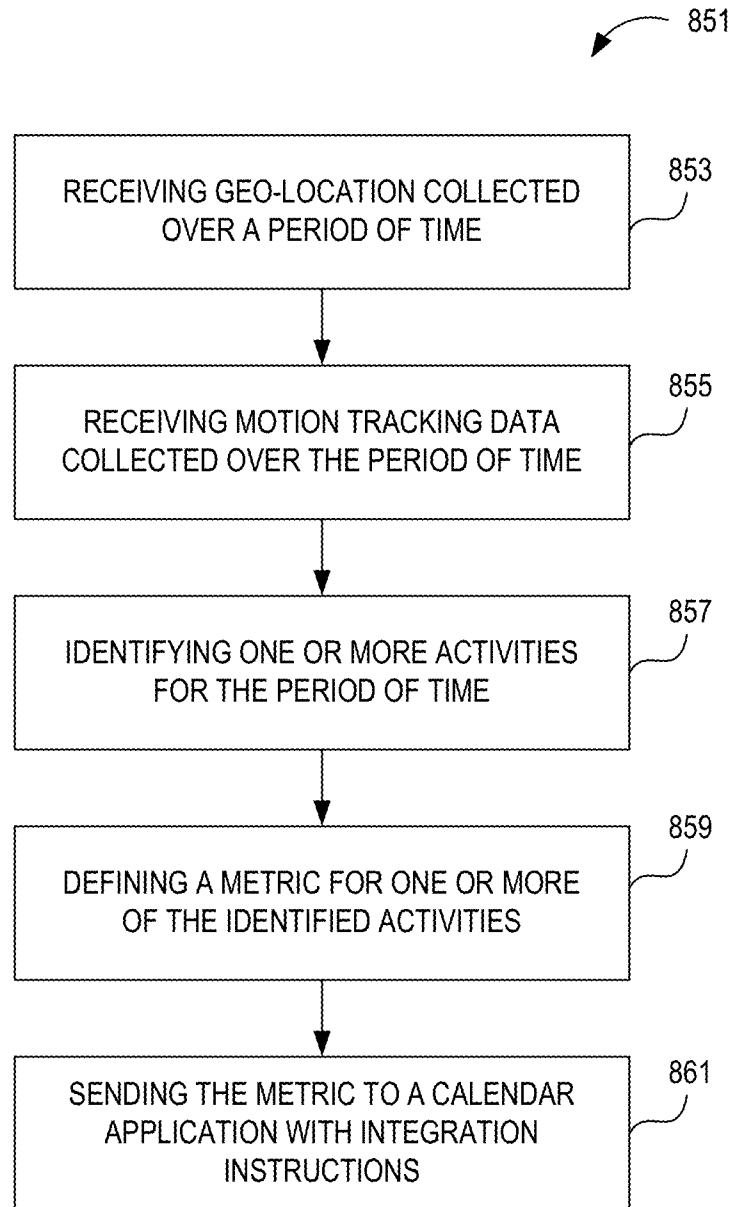 851
RECEIVING GEO-LOCATION COLLECTED
OVER A PERIOD OF TIME
853
RECEIVING MOTION TRACKING DATA
COLLECTED OVER THE PERIOD OF TIME
855
IDENTIFYING ONE OR MORE ACTIVITIES
FOR THE PERIOD OF TIME
857
DEFINING A METRIC FOR ONE OR MORE
OF THE IDENTIFIED ACTIVITIES
859
SENDING THE METRIC TO A CALENDAR
APPLICATION WITH INTEGRATION
INSTRUCTIONS
861